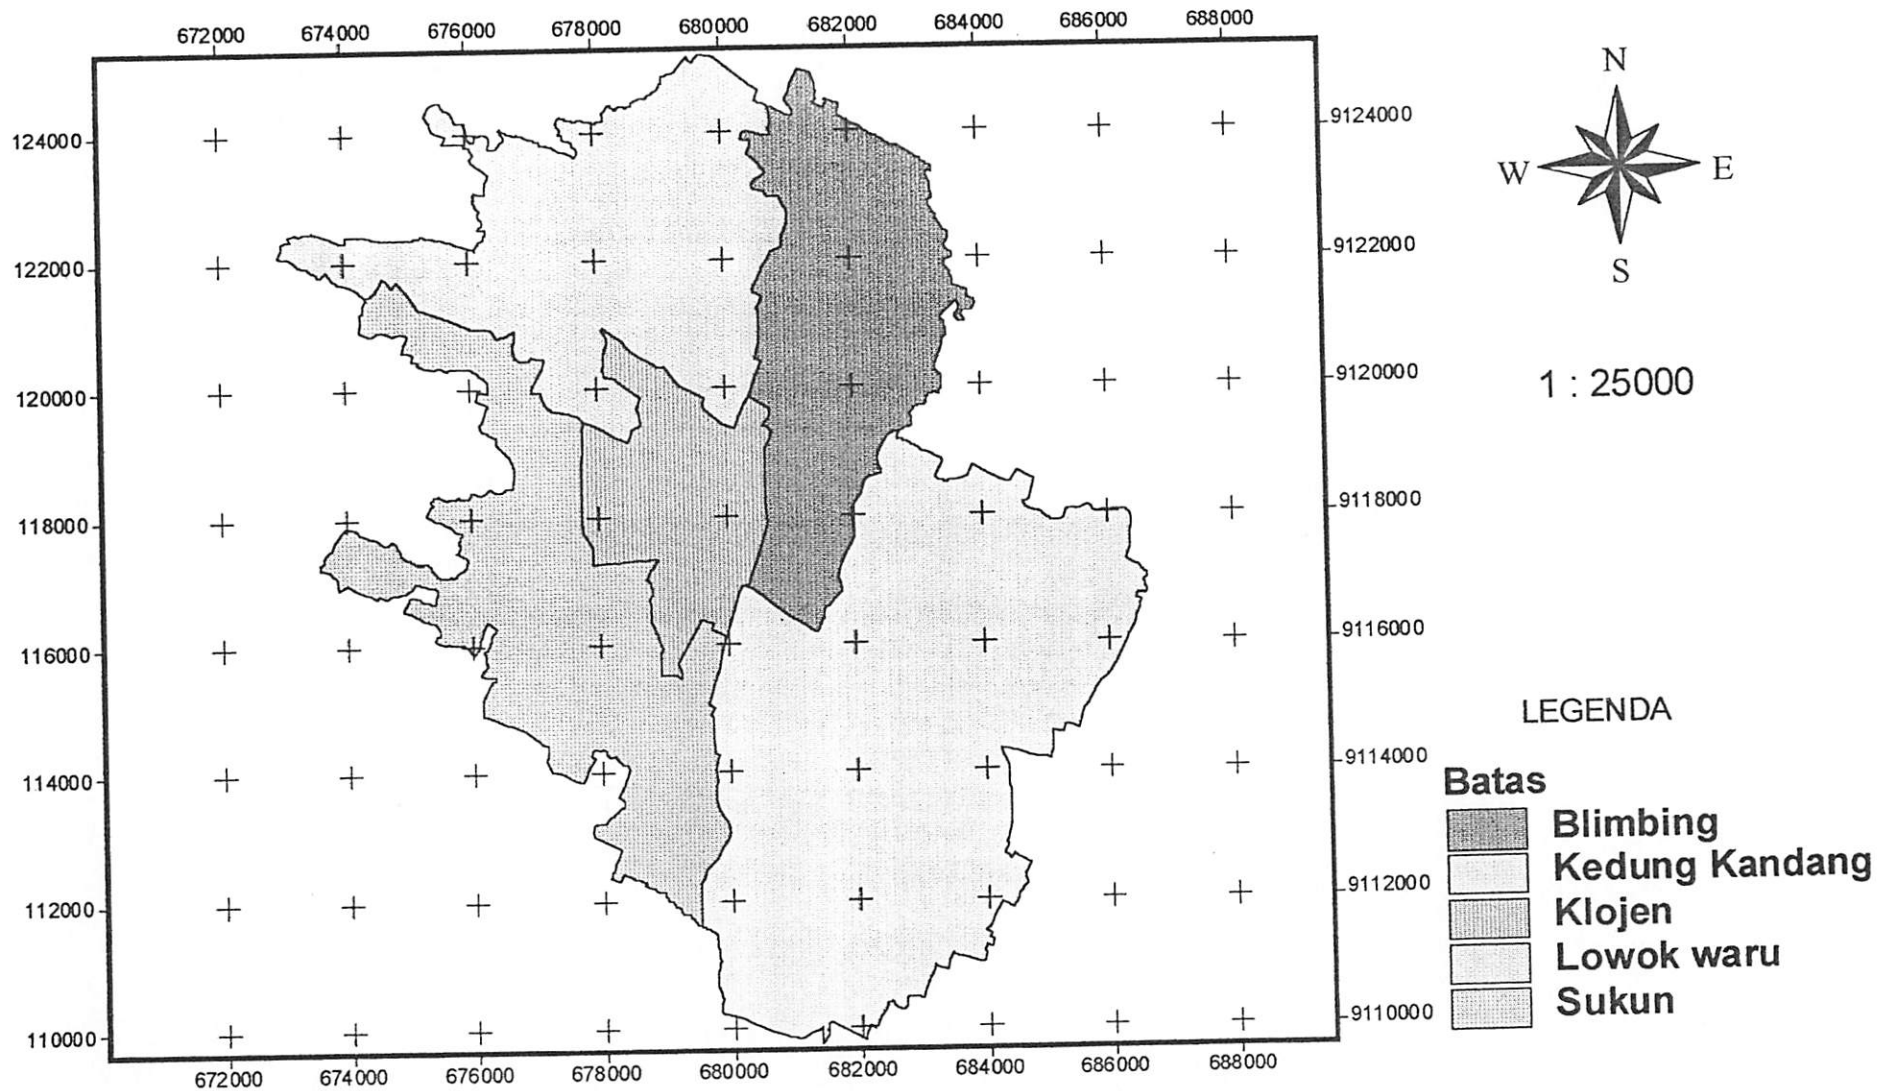 672000 674000 676000 678000 680000 682000 684000 686000 688000
N
W E
S
124000 9124000
122000 9122000
120000 9120000
118000 9118000
116000 9116000
114000 9114000
112000 9112000
110000 9110000
672000 674000 676000 678000 680000 682000 684000 686000 688000
1 : 25000
LEGENDA
Batas
Blimbing
Kedung Kandang
Klojen
Lowok waru
Sukun